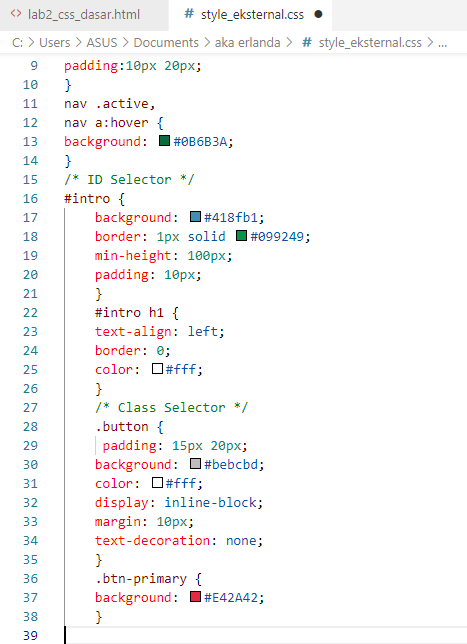 <> lab2_css_dasar.html # style_eksternal.css ●
C: > Users > ASUS > Documents > aka erlanda > # style_eksternal.css > ...
9 padding:10px 20px;
10 }
11 nav .active,
12 nav a:hover {
13 background: #0B6B3A;
14 }
15 /* ID Selector */
16 #intro {
17 background: #418fb1;
18 border: 1px solid #099249;
19 min-height: 100px;
20 padding: 10px;
21 }
22 #intro h1 {
23 text-align: left;
24 border: 0;
25 color: #fff;
26 }
27 /* Class Selector */
28 .button {
29 padding: 15px 20px;
30 background: #bebcbd;
31 color: #fff;
32 display: inline-block;
33 margin: 10px;
34 text-decoration: none;
35 }
36 .btn-primary {
37 background: #E42A42;
38 }
39